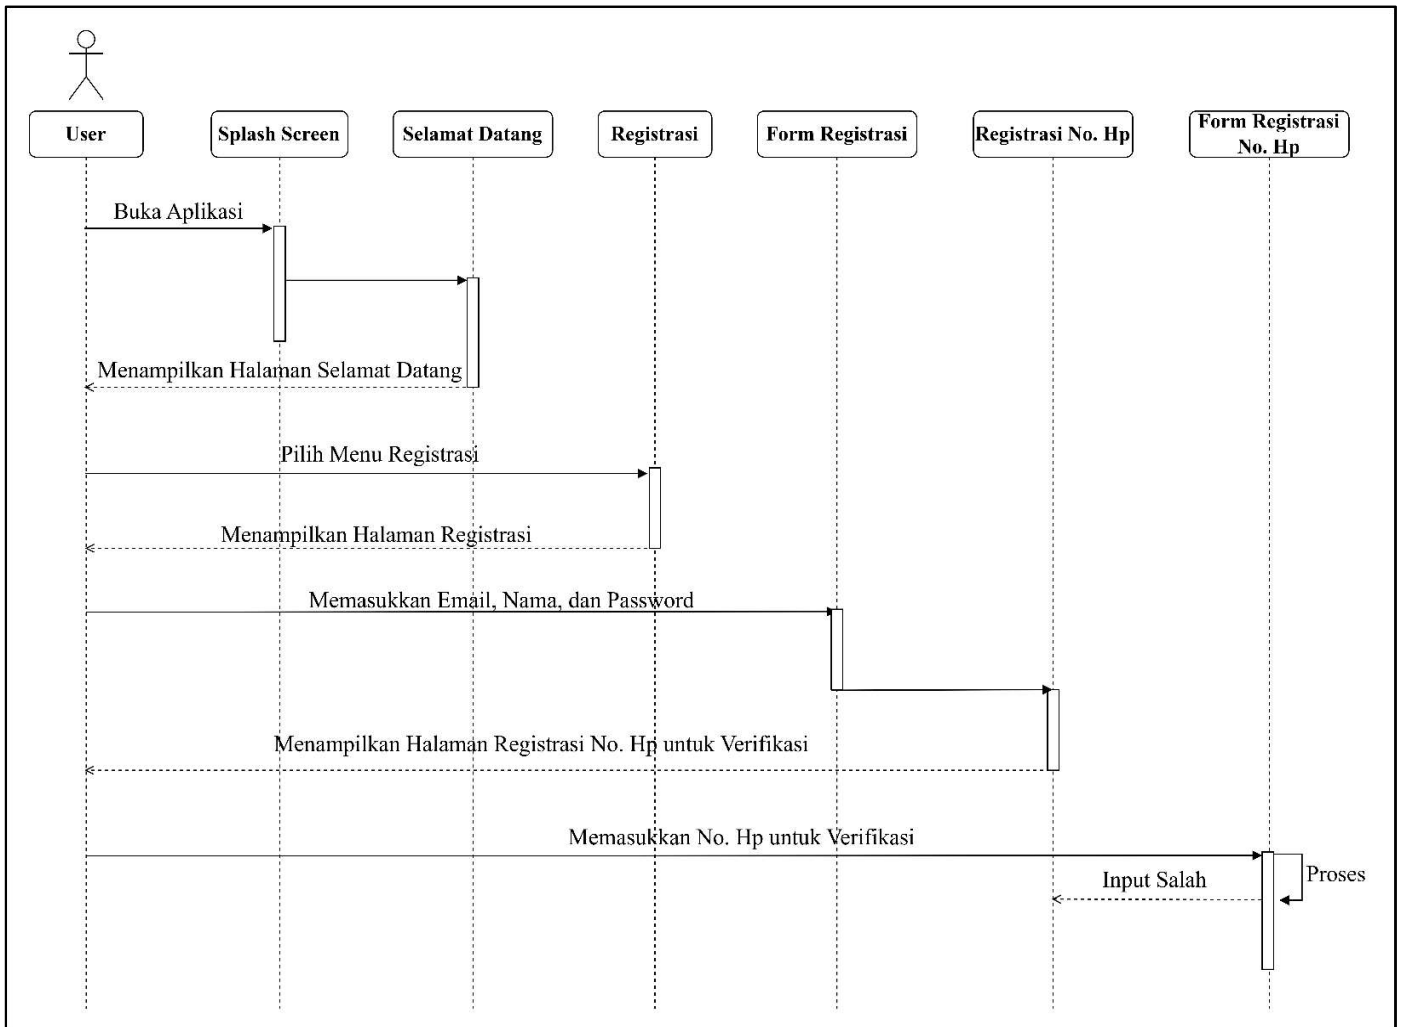 User
Splash Screen
Selamat Datang
Registrasi
Form Registrasi
Registrasi No. Hp
Form Registrasi
No. Hp
Buka Aplikasi
Menampilkan Halaman Selamat Datang
Pilih Menu Registrasi
Menampilkan Halaman Registrasi
Memasukkan Email, Nama, dan Password
Menampilkan Halaman Registrasi No. Hp untuk Verifikasi
Memasukkan No. Hp untuk Verifikasi
Proses
Input Salah